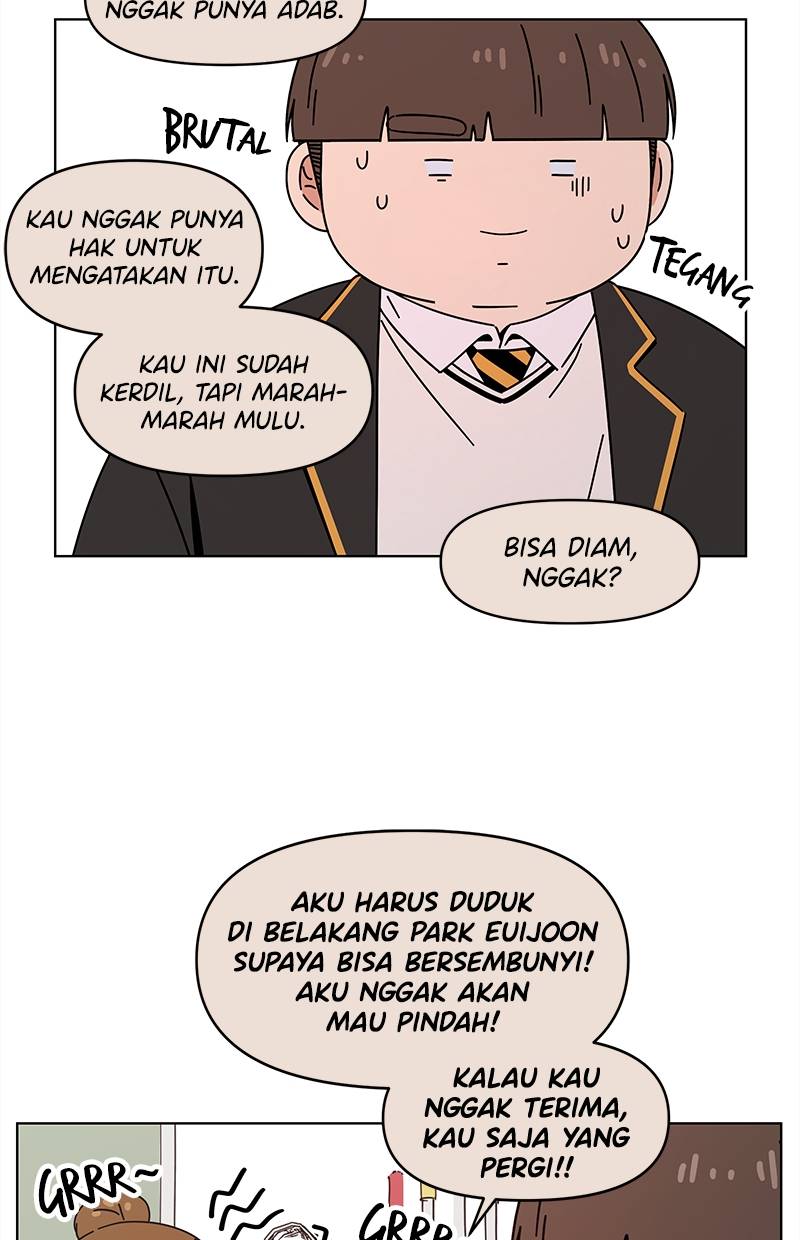 NGGAK PUNYA ADAB.
BRUTAL
KAU NGGAK PUNYA
HAK UNTUK
MENGATAKAN ITU.
TEGANG
KAU INI SUDAH
KERDIL, TAPI MARAH-
MARAH MULU.
BISA DIAM,
NGGAK?
AKU HARUS DUDUK
DI BELAKANG PARK EUIJOON
SUPAYA BISA BERSEMBUNYI!
AKU NGGAK AKAN
MAU PINDAH!
KALAU KAU
NGGAK TERIMA,
KAU SAJA YANG
PERGI!!
GRRR~
GRRR